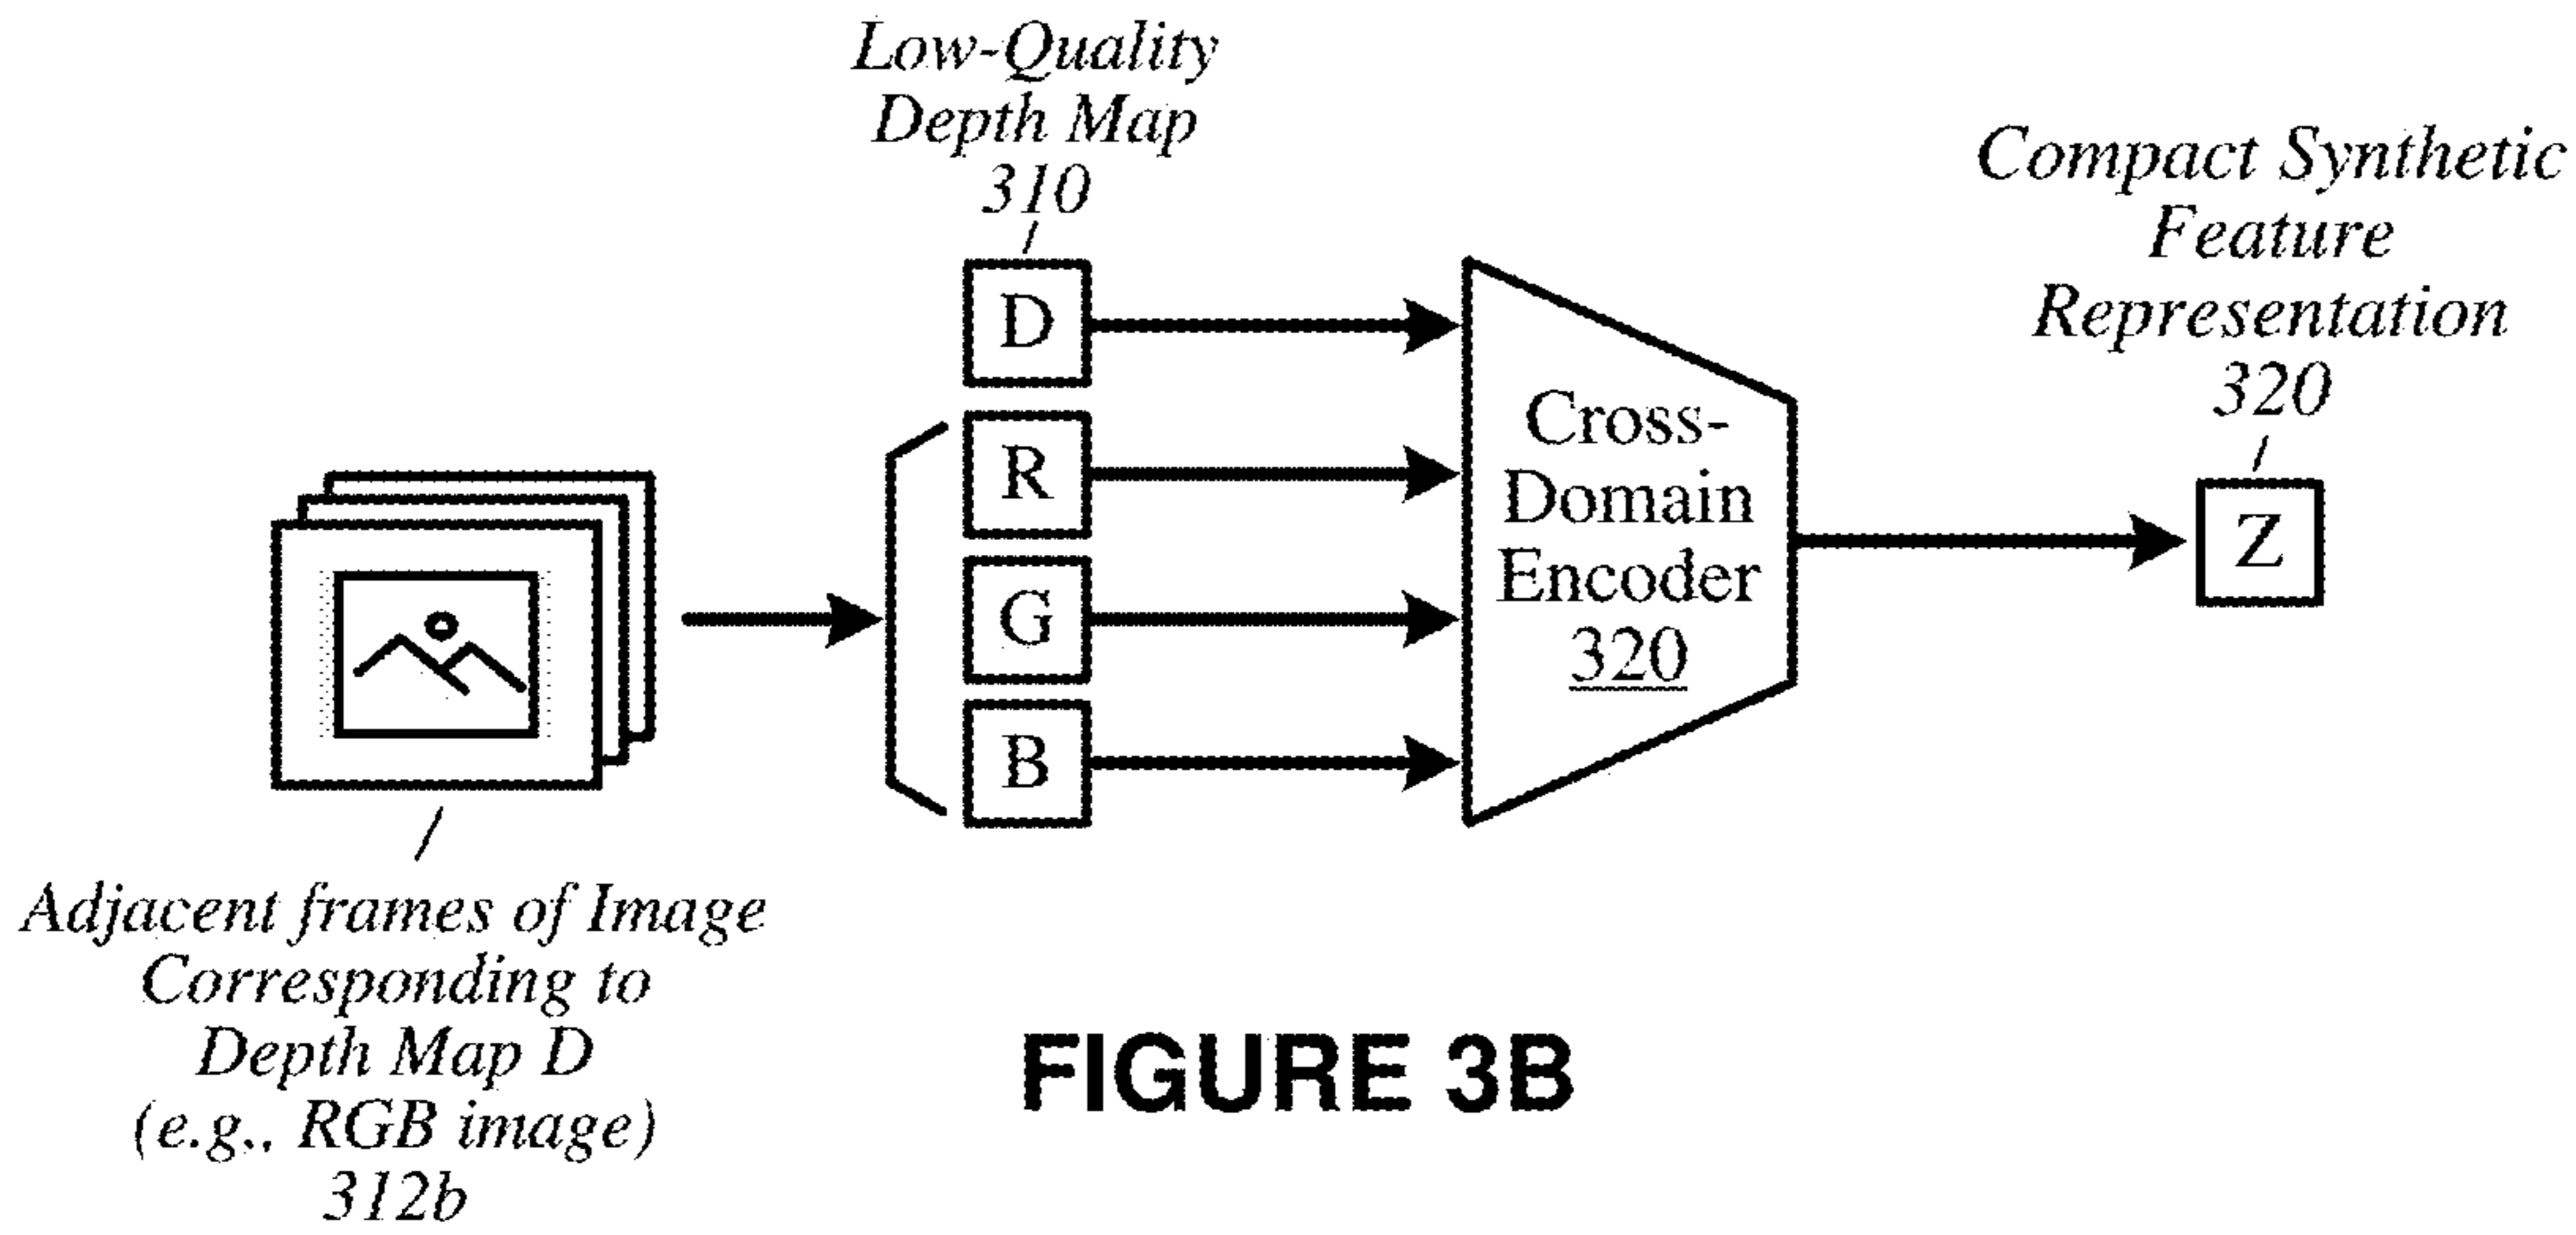 Low-Quality
Depth Map
310
Compact Synthetic
Feature
Representation
320
D
R
G
B
Cross-
Domain
Encoder
320
Z
Adjacent frames of Image
Corresponding to
Depth Map D
(e.g., RGB image)
312b
FIGURE 3B